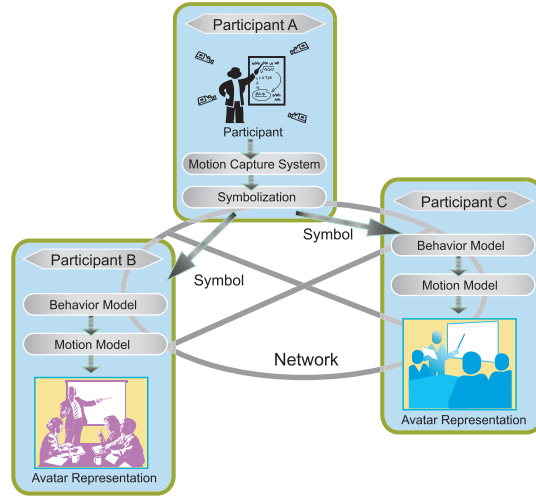 Participant A
Participant
Motion Capture System
Symbolization
Participant C
Symbol
Behavior Model
Participant B
Symbol
Motion Model
Behavior Model
Motion Model
Network
Avatar Representation
Avatar Representation